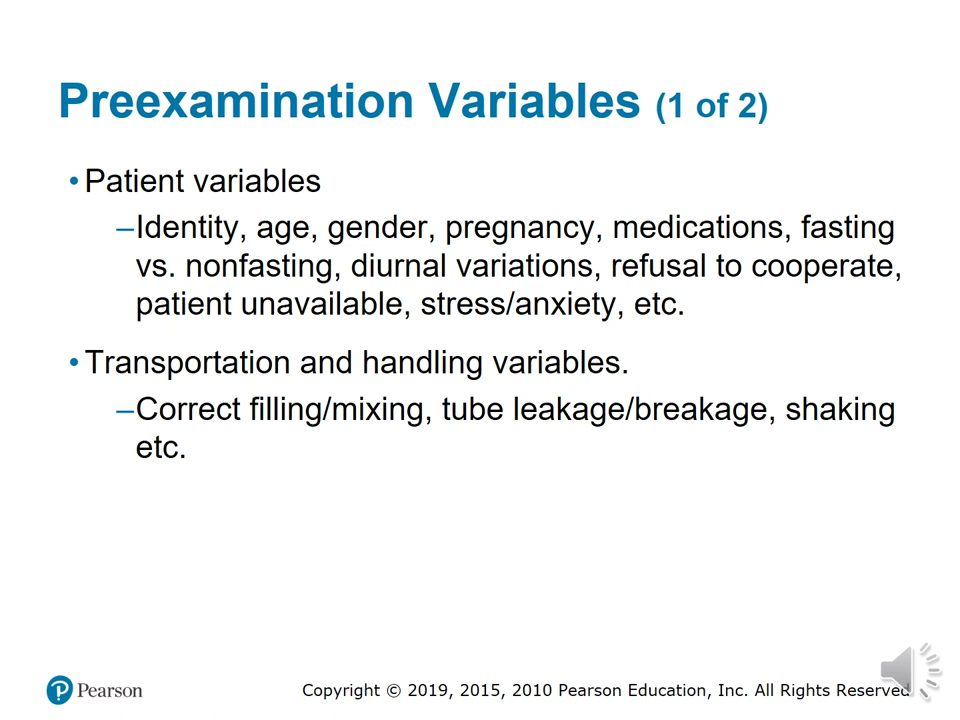 Preexamination Variables (1 of 2)
• Patient variables
–Identity, age, gender, pregnancy, medications, fasting
vs. nonfasting, diurnal variations, refusal to cooperate,
patient unavailable, stress/anxiety, etc.
• Transportation and handling variables.
–Correct filling/mixing, tube leakage/breakage, shaking
etc.
P Pearson
Copyright © 2019, 2015, 2010 Pearson Education, Inc. All Rights Reserved